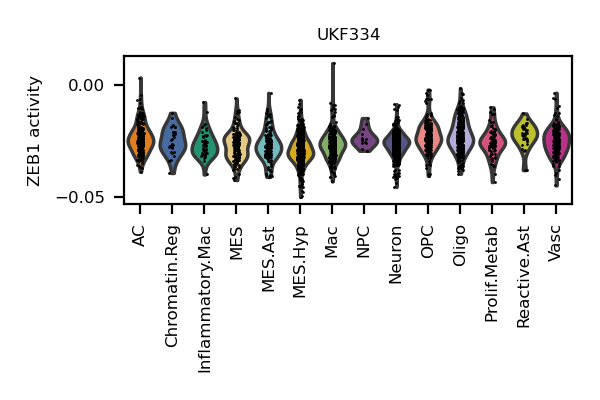 UKF334
ZEB1 activity
0.00
−0.05
AC
Chromatin.Reg
Inflammatory.Mac
MES
MES.Ast
MES.Hyp
Mac
NPC
Neuron
OPC
Oligo
Prolif.Metab
Reactive.Ast
Vasc